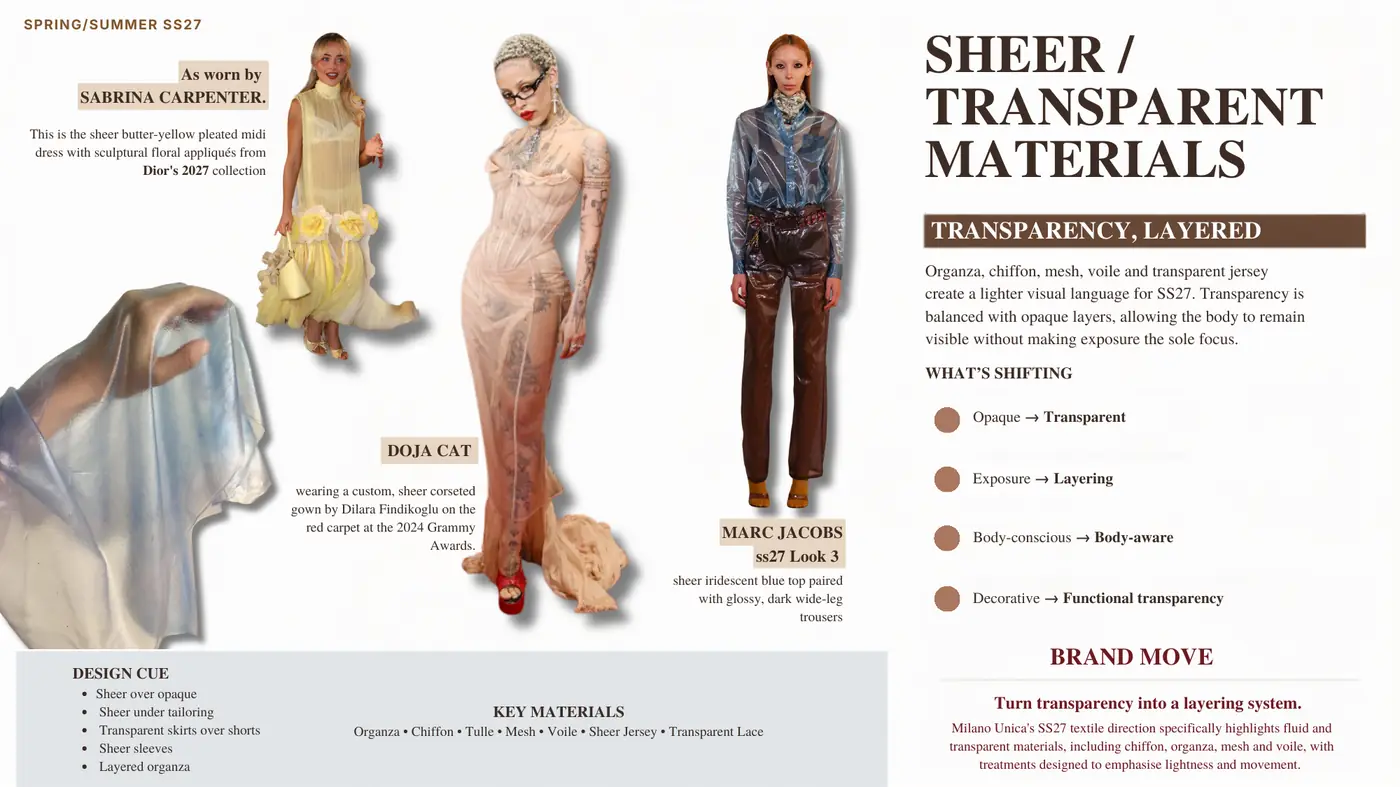 SPRING/SUMMER SS27
As worn by
SABRINA CARPENTER.
This is the sheer butter-yellow pleated midi
dress with sculptural floral appliqués from
Dior's 2027 collection
DOJA CAT
wearing a custom, sheer corseted
gown by Dilara Findikoglu on the
red carpet at the 2024 Grammy
Awards.
MARC JACOBS
ss27 Look 3
sheer iridescent blue top paired
with glossy, dark wide-leg
trousers
DESIGN CUE
• Sheer over opaque
• Sheer under tailoring
• Transparent skirts over shorts
• Sheer sleeves
• Layered organza
KEY MATERIALS
Organza • Chiffon • Tulle • Mesh • Voile • Sheer Jersey • Transparent Lace
SHEER /
TRANSPARENT
MATERIALS
TRANSPARENCY, LAYERED
Organza, chiffon, mesh, voile and transparent jersey
create a lighter visual language for SS27. Transparency is
balanced with opaque layers, allowing the body to remain
visible without making exposure the sole focus.
WHAT’S SHIFTING
Opaque → Transparent
Exposure → Layering
Body-conscious → Body-aware
Decorative → Functional transparency
BRAND MOVE
Turn transparency into a layering system.
Milano Unica's SS27 textile direction specifically highlights fluid and
transparent materials, including chiffon, organza, mesh and voile, with
treatments designed to emphasise lightness and movement.